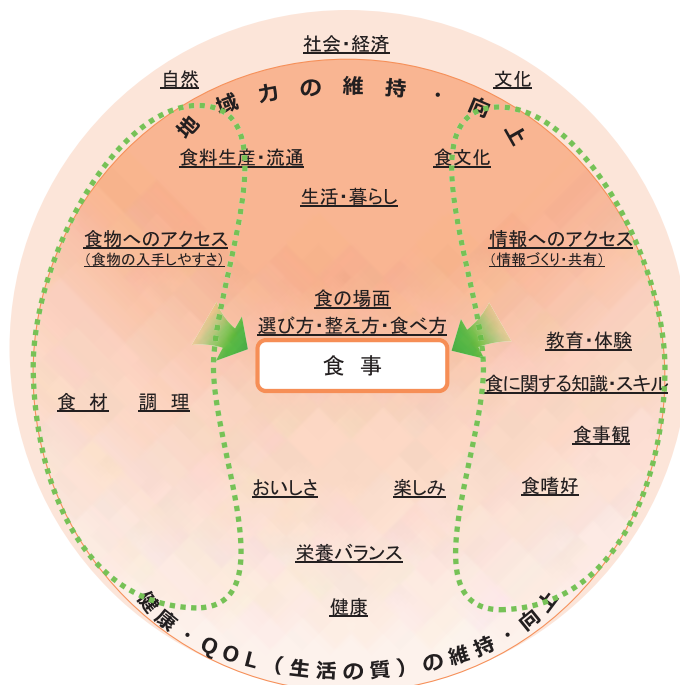 社会・経済
自然
文化
地域力の維持・向上
食料生産・流通
食文化
生活・暮らし
食物へのアクセス
（食物の入手しやすさ）
情報へのアクセス
（情報づくり・共有）
食の場面
選び方・整え方・食べ方
食 事
教育・体験
食に関する知識・スキル
食 材
調 理
食事観
おいしさ
楽しみ
食嗜好
栄養バランス
健康
健康・QOL（生活の質）の維持・向上